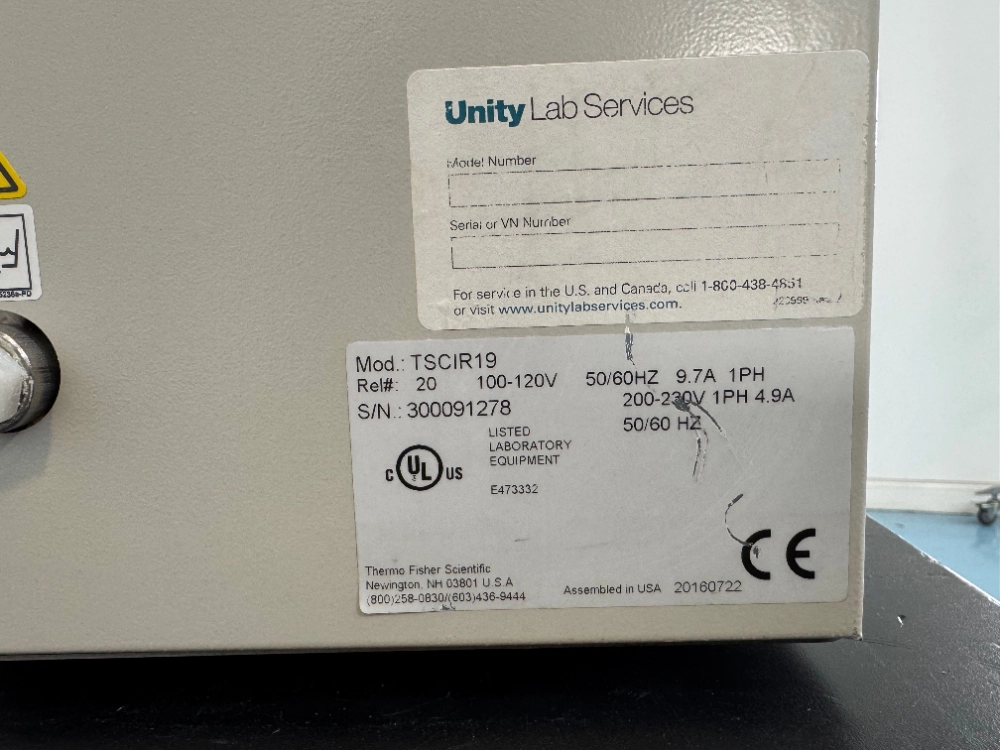 Unity Lab Services
Model Number
Serial or VN Number
For service in the U.S. and Canada, call 1-800-438-4851
or visit www.unitylabservices.com.
Mod.: TSCIR19
Rel#: 20 100-120V 50/60HZ 9.7A 1PH
200-230V 1PH 4.9A
S/N.: 300091278
50/60 HZ
LISTED
LABORATORY
EQUIPMENT
E473332
C UL US
CE
Thermo Fisher Scientific
Newington, NH 03801 U.S.A
(800)258-0830/(603)436-9444
Assembled in USA 20160722